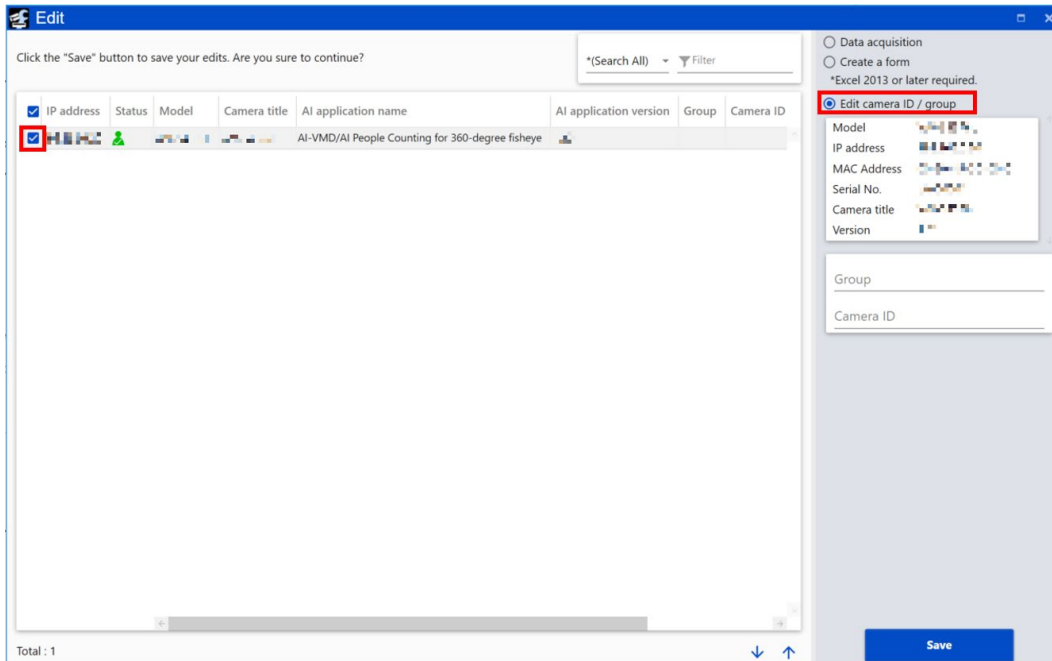 Edit
Click the "Save" button to save your edits. Are you sure to continue?
*(Search All)
Filter
IP address Status Model Camera title AI application name AI application version Group Camera ID
AI-VMD/AI People Counting for 360-degree fisheye
Total : 1
Data acquisition
Create a form
*Excel 2013 or later required.
Edit camera ID / group
Model
IP address
MAC Address
Serial No.
Camera title
Version
Group
Camera ID
Save